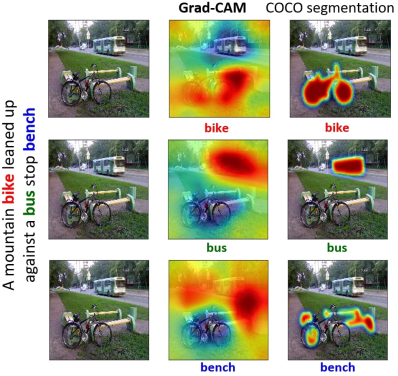 Grad-CAM
COCO segmentation
A mountain bike leaned up
against a bus stop bench
bike
bike
bus
bus
bench
bench